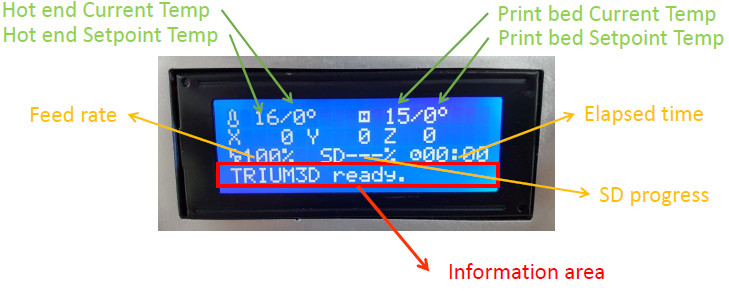 Hot end Current Temp
Print bed Current Temp
Hot end Setpoint Temp
Print bed Setpoint Temp
Feed rate
16/0°
15/0°
Elapsed time
X 0 Y 0 Z 0
100% SD---% 00:00
TRIUM3D ready.
SD progress
Information area